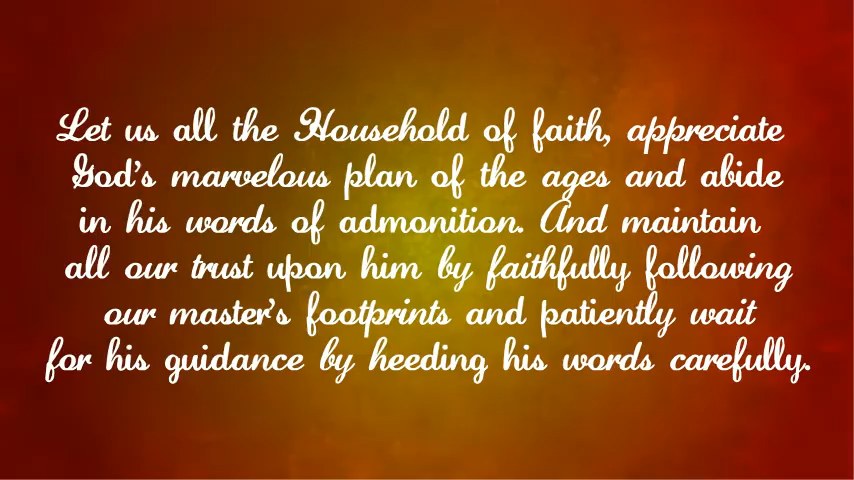 Let us all the Household of faith, appreciate
God's marvelous plan of the ages and abide
in his words of admonition. And maintain
all our trust upon him by faithfully following
our master's footprints and patiently wait
for his guidance by heeding his words carefully.